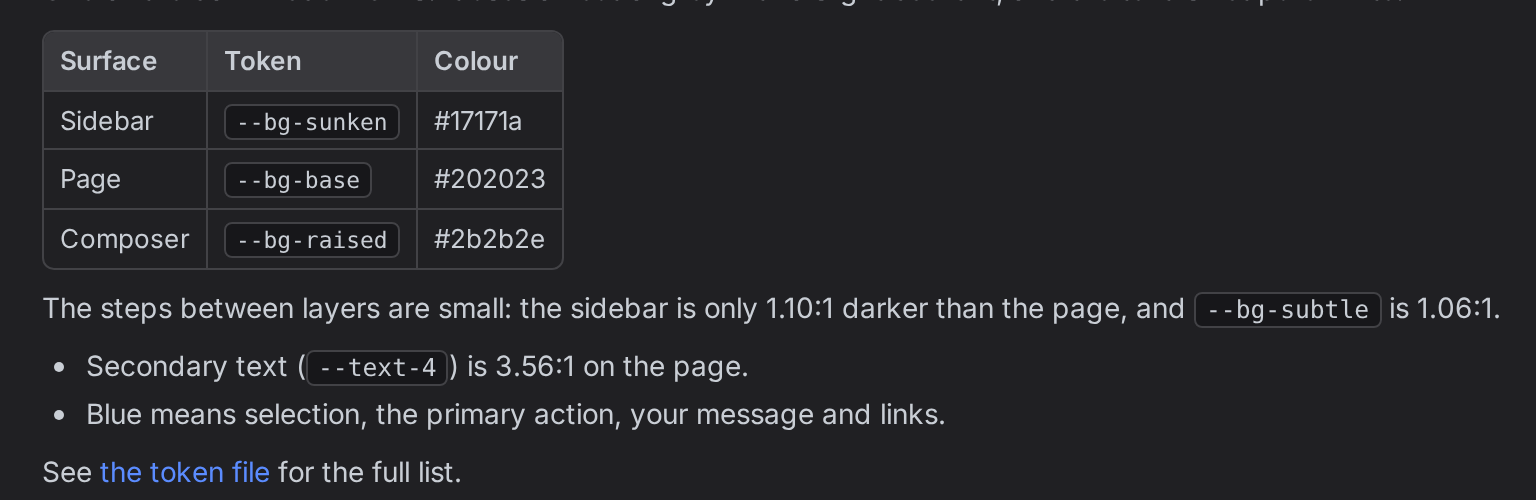 Surface Token Colour
Sidebar --bg-sunken #17171a
Page --bg-base #202023
Composer --bg-raised #2b2b2e
The steps between layers are small: the sidebar is only 1.10:1 darker than the page, and --bg-subtle is 1.06:1.
• Secondary text (--text-4) is 3.56:1 on the page.
• Blue means selection, the primary action, your message and links.
See the token file for the full list.